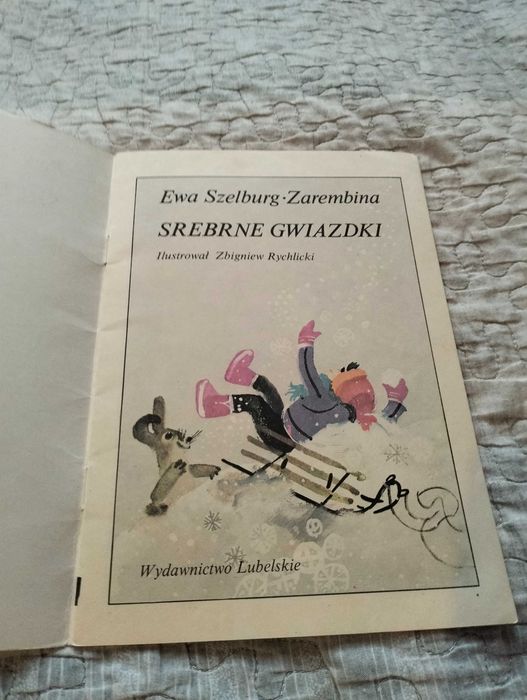 Ewa Szelburg-Zarembina
SREBRNE GWIAZDKI
Ilustrował Zbigniew Rychlicki
Wydawnictwo Lubelskie